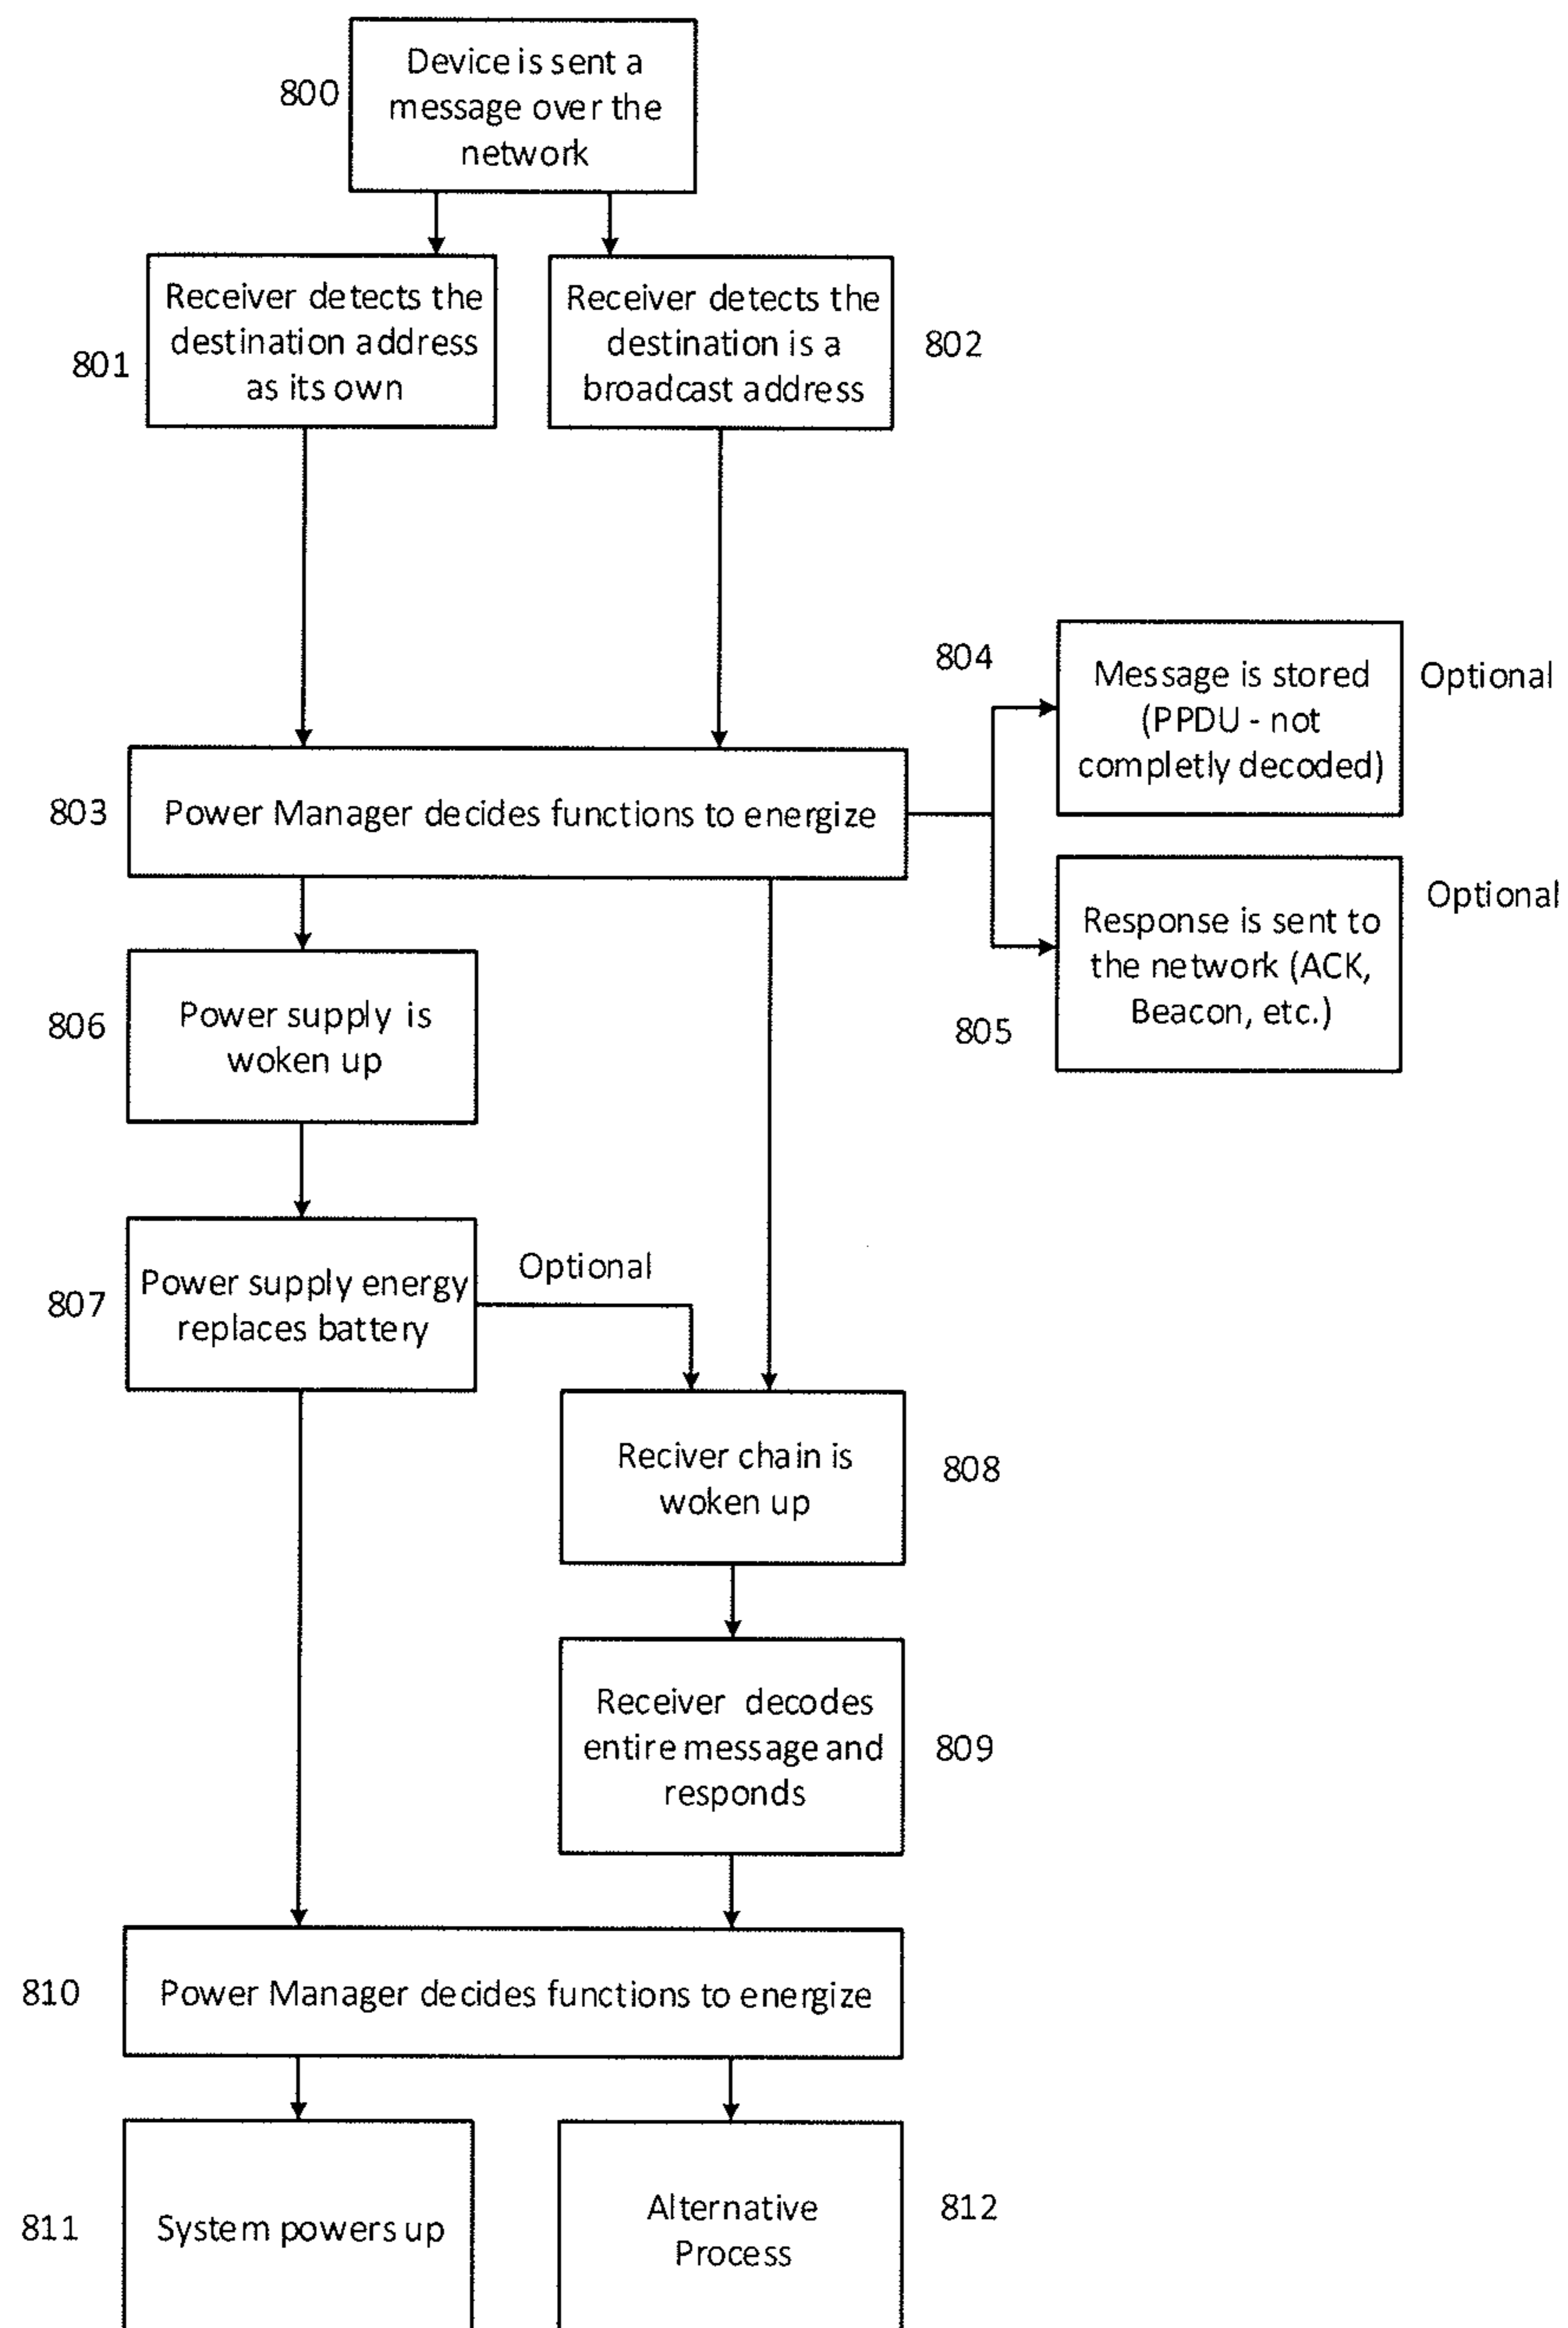 Device is sent a
message over the
network
800
Receiver detects the
destination address
as its own
801
Receiver detects the
destination is a
broadcast address
802
804
Message is stored
(PPDU - not
completly decoded)
Optional
803
Power Manager decides functions to energize
Response is sent to
the network (ACK,
Beacon, etc.)
Optional
805
806
Power supply is
woken up
807
Power supply energy
replaces battery
Optional
Reciver chain is
woken up
808
Receiver decodes
entire message and
responds
809
810
Power Manager decides functions to energize
811
System powers up
Alternative
Process
812